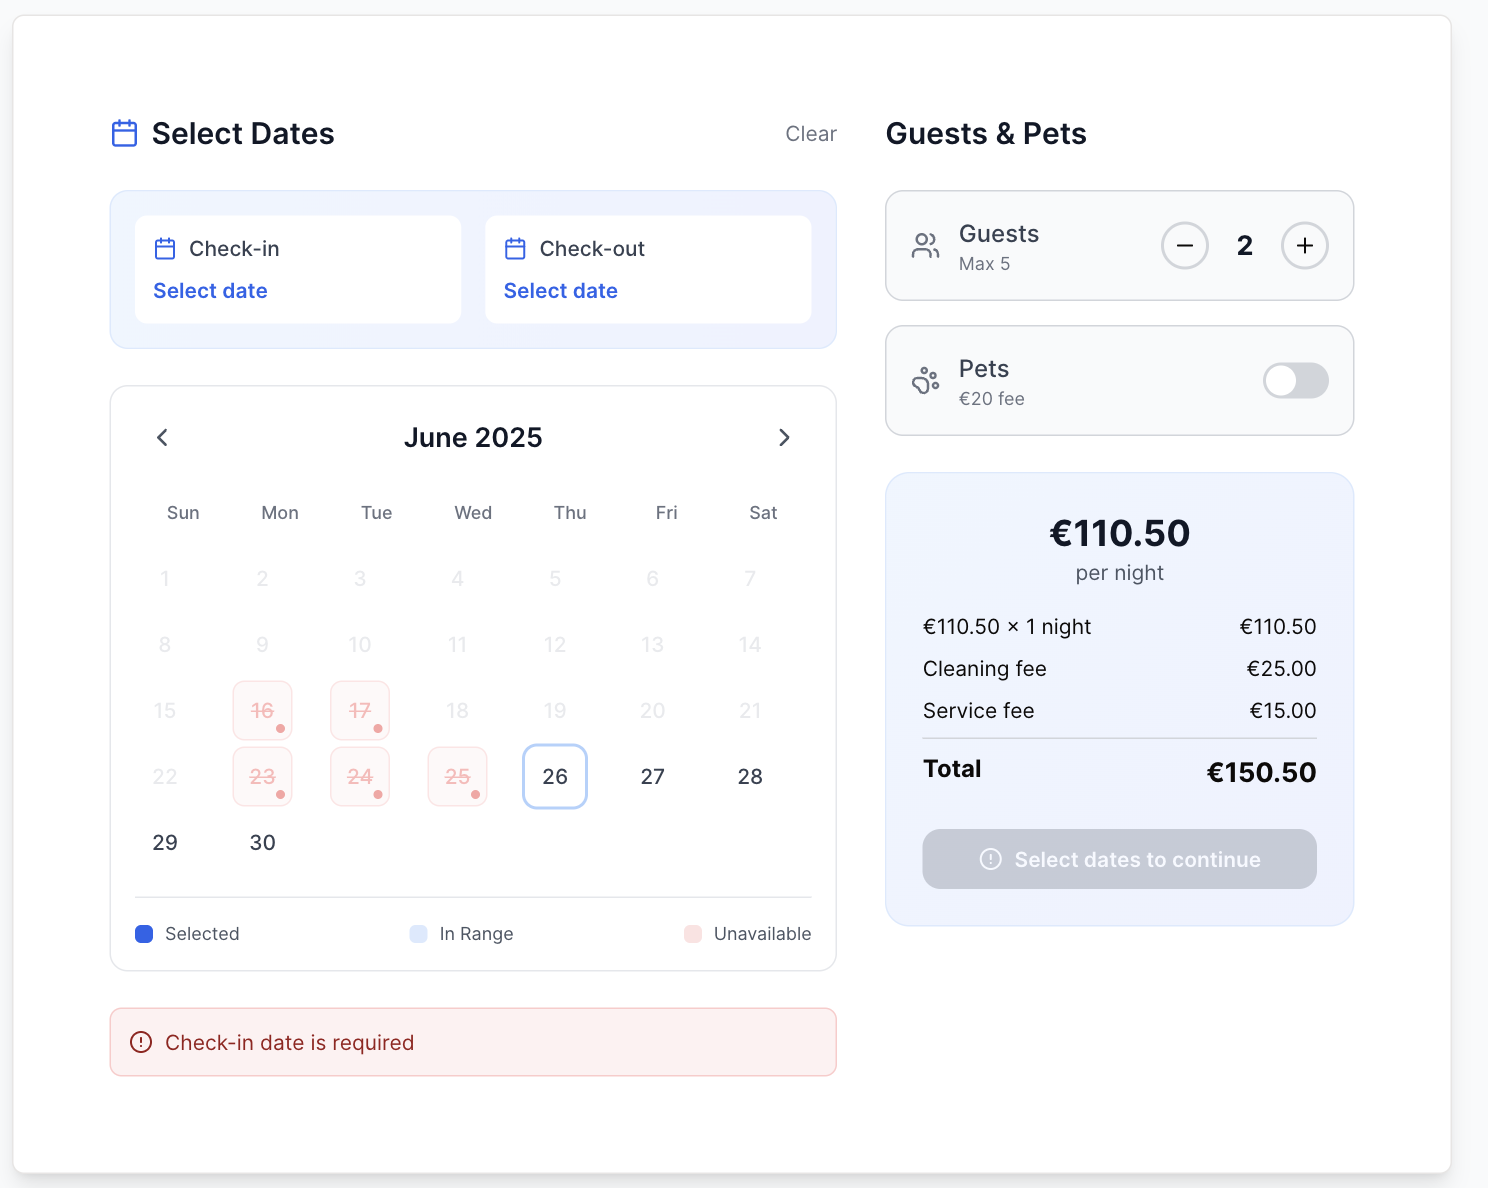 Select Dates
Clear
Check-in
Select date
Check-out
Select date
June 2025
Sun Mon Tue Wed Thu Fri Sat
1 2 3 4 5 6 7
8 9 10 11 12 13 14
15 16 17 18 19 20 21
22 23 24 25 26 27 28
29 30
Selected In Range Unavailable
Check-in date is required
Guests & Pets
Guests
Max 5
2
Pets
€20 fee
€110.50
per night
€110.50 × 1 night €110.50
Cleaning fee €25.00
Service fee €15.00
Total €150.50
Select dates to continue